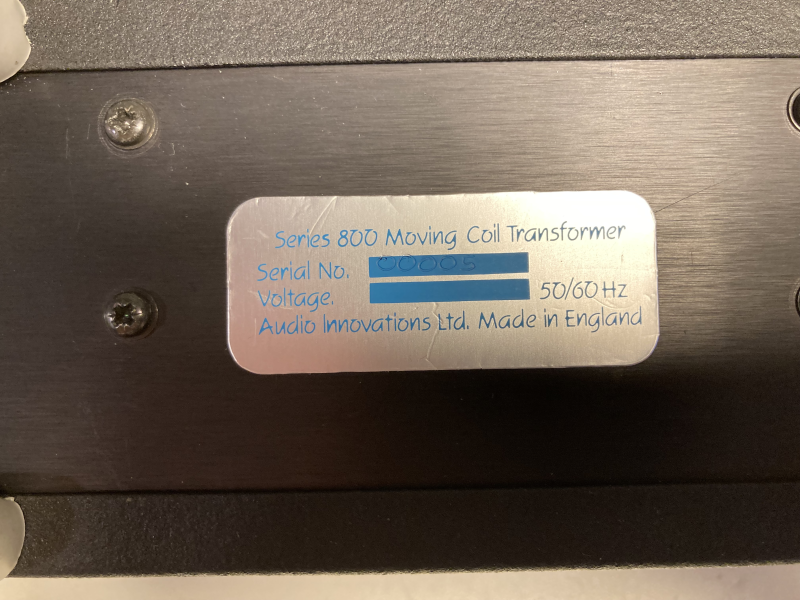 Series 800 Moving Coil Transformer
Serial No. 00005
Voltage. 50/60 Hz
Audio Innovations Ltd. Made in England